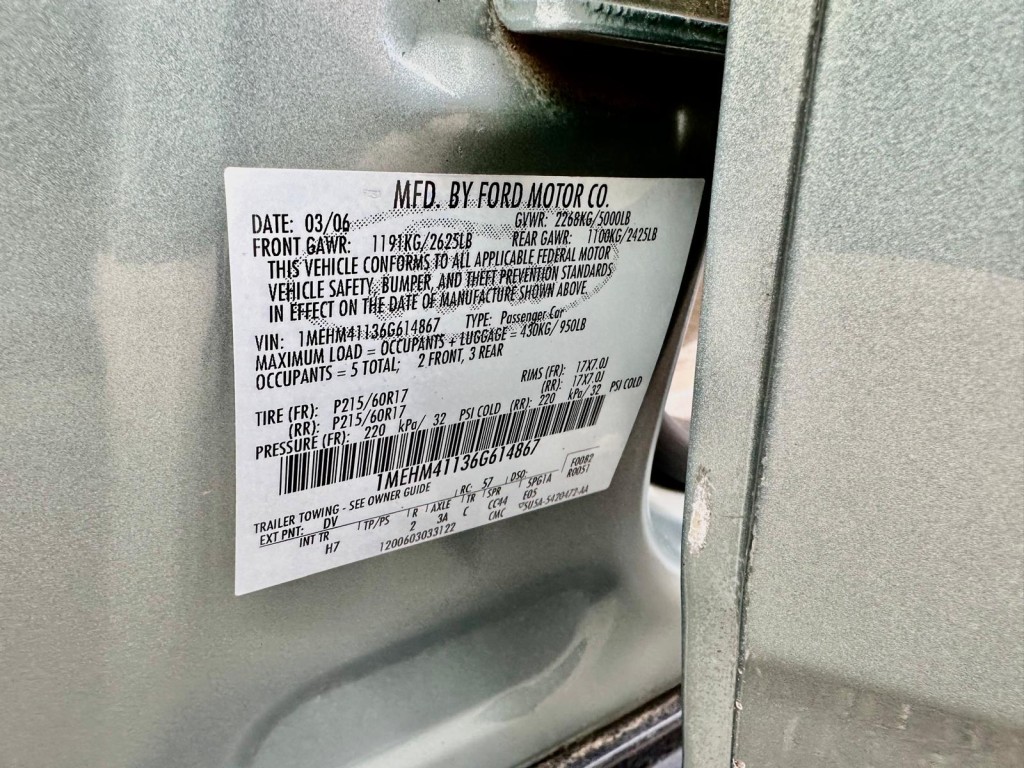 MFD. BY FORD MOTOR CO.
DATE: 03/06 GVWR: 2268KG/5000LB
FRONT GAWR: 1191KG/2625LB REAR GAWR: 1100KG/2425LB
THIS VEHICLE CONFORMS TO ALL APPLICABLE FEDERAL MOTOR
VEHICLE SAFETY, BUMPER, AND THEFT PREVENTION STANDARDS
IN EFFECT ON THE DATE OF MANUFACTURE SHOWN ABOVE.
VIN: 1MEHM41136G614867 TYPE: Passenger Car
MAXIMUM LOAD = OCCUPANTS + LUGGAGE = 430KG/ 950LB
OCCUPANTS = 5 TOTAL; 2 FRONT, 3 REAR
RIMS (FR): 17X7.0J
TIRE (FR): P215/60R17 (RR): 17X7.0J
(RR): P215/60R17
PRESSURE (FR): 220 kPa/ 32 PSI COLD (RR): 220 kPa/ 32 PSI COLD
1MEHM41136G614867
TRAILER TOWING - SEE OWNER GUIDE RC: 57 DSO: F0082
R0051
EXT PNT: DV TP/PS R AXLE TR SPR SPG1A
INT TR 2 3A C CC44 E05
H7 1200603033122 CMC 5U5A-5420472-AA